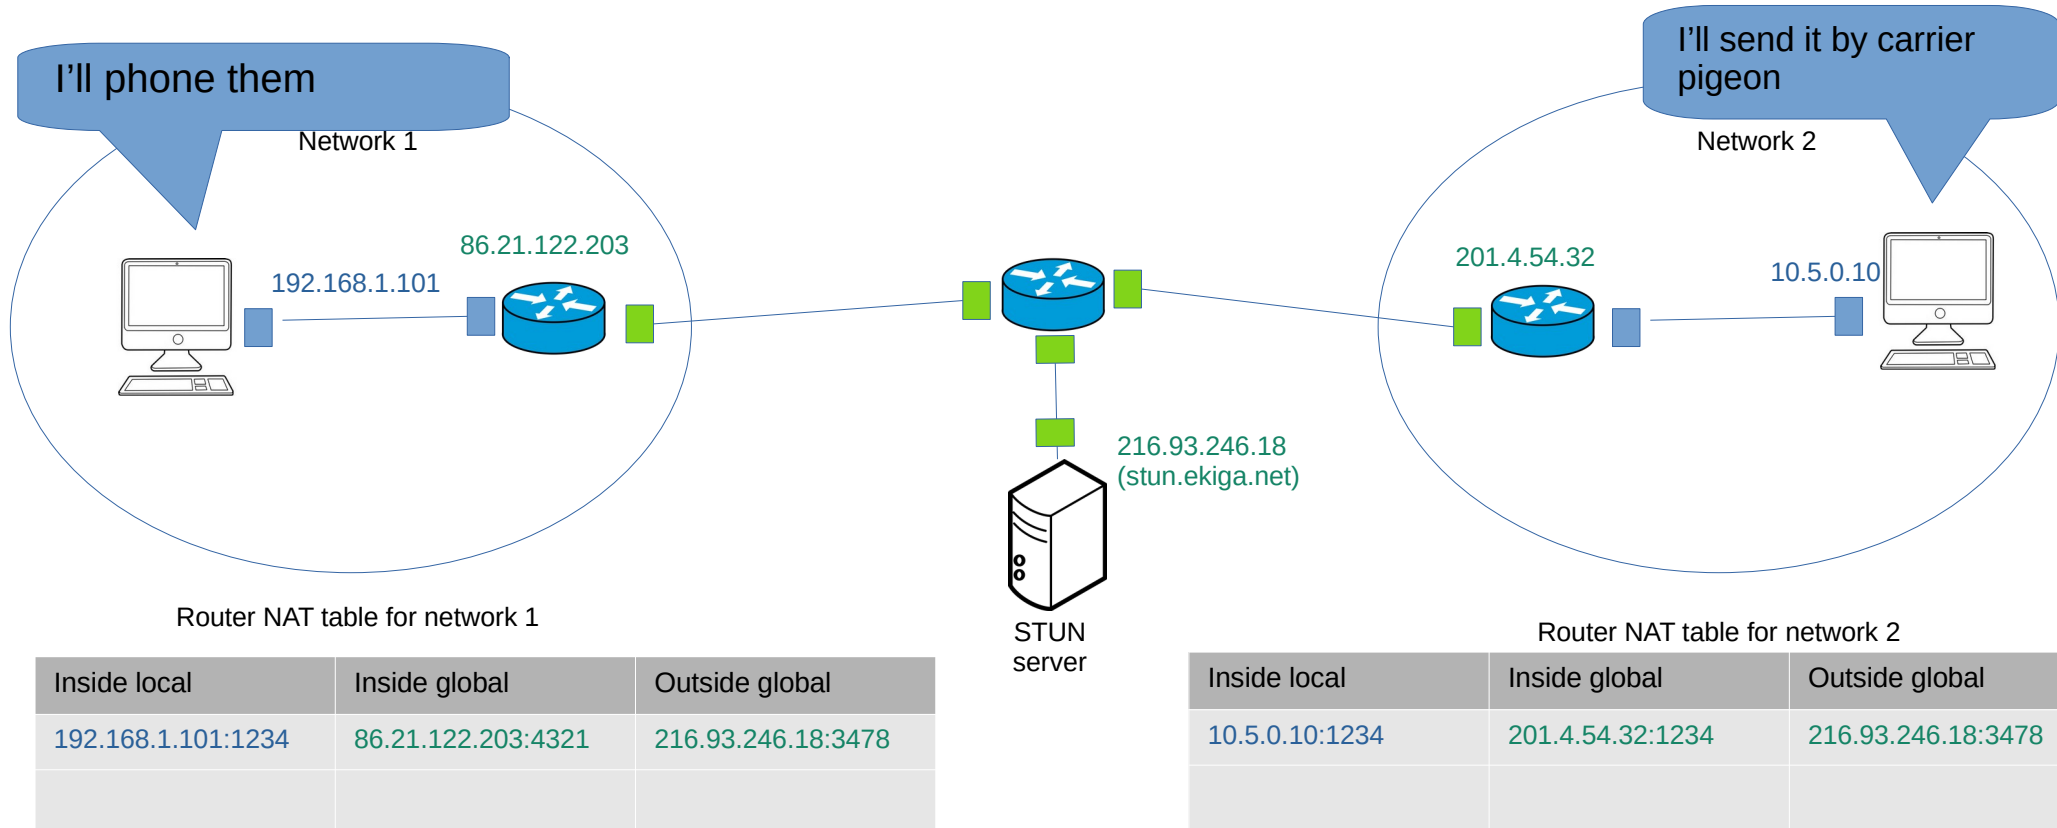 I’ll phone them
I’ll send it by carrier
pigeon
Network 1
Network 2
86.21.122.203
201.4.54.32
192.168.1.101
10.5.0.10
216.93.246.18
(stun.ekiga.net)
STUN
server
Router NAT table for network 1
Inside local Inside global Outside global
192.168.1.101:1234 86.21.122.203:4321 216.93.246.18:3478
Router NAT table for network 2
Inside local Inside global Outside global
10.5.0.10:1234 201.4.54.32:1234 216.93.246.18:3478